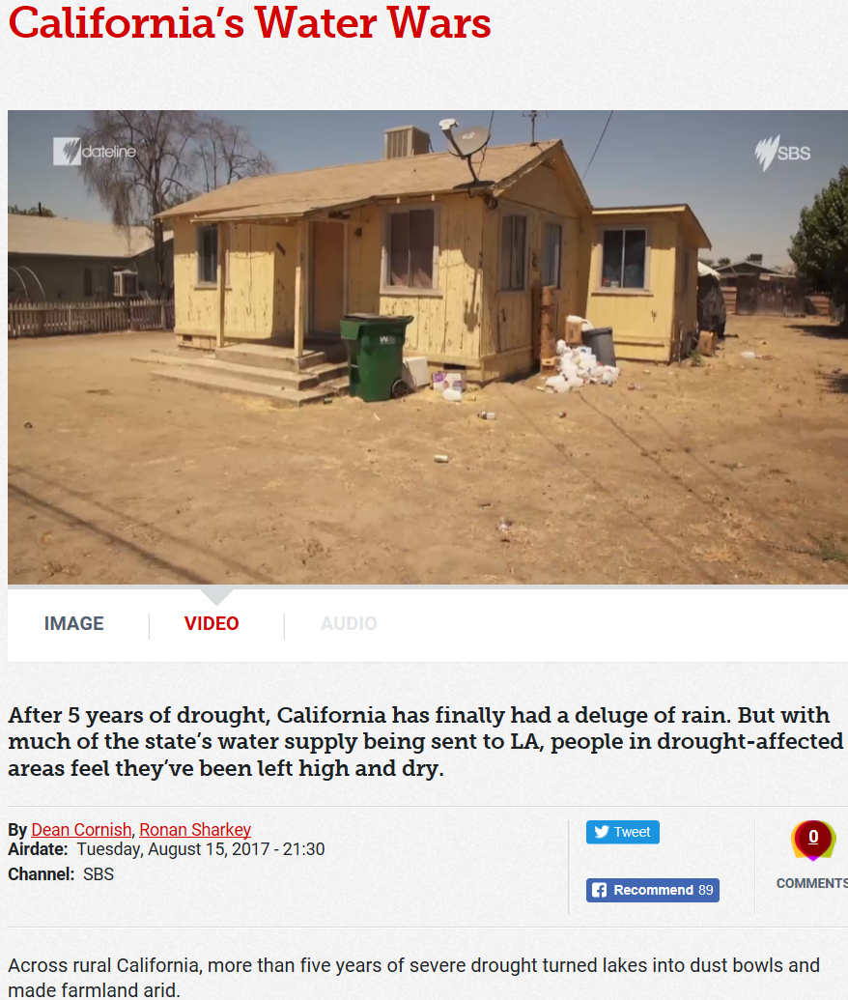 California's Water Wars
dateline
SBS
IMAGE
VIDEO
AUDIO
After 5 years of drought, California has finally had a deluge of rain. But with
much of the state's water supply being sent to LA, people in drought-affected
areas feel they've been left high and dry.
By Dean Cornish, Ronan Sharkey
Airdate: Tuesday, August 15, 2017 - 21:30
Channel: SBS
Tweet
Recommend 89
0
COMMENTS
Across rural California, more than five years of severe drought turned lakes into dust bowls and
made farmland arid.